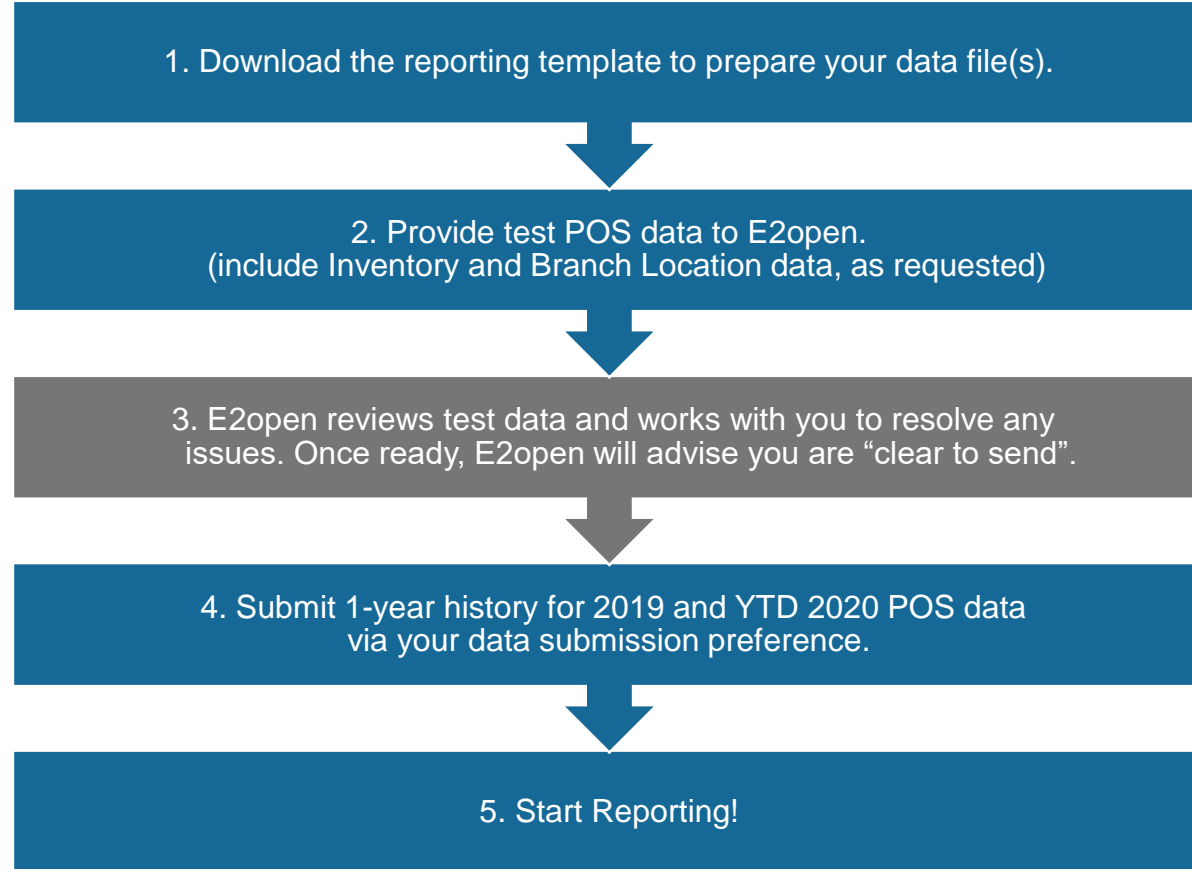 1. Download the reporting template to prepare your data file(s).
2. Provide test POS data to E2open.
(include Inventory and Branch Location data, as requested)
3. E2open reviews test data and works with you to resolve any
issues. Once ready, E2open will advise you are “clear to send”.
4. Submit 1-year history for 2019 and YTD 2020 POS data
via your data submission preference.
5. Start Reporting!